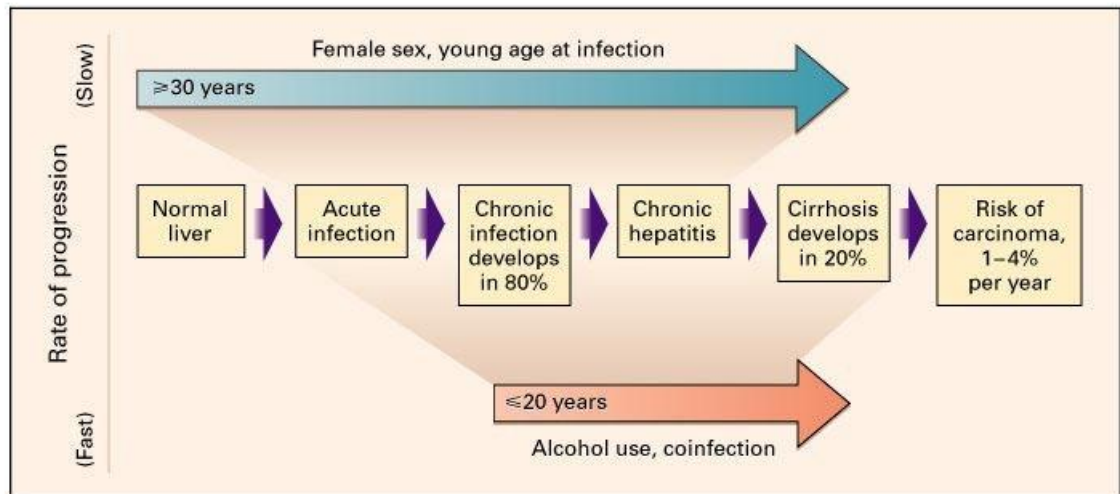 Female sex, young age at infection
(Slow)
⩾30 years
Rate of progression
Normal
liver
Acute
infection
Chronic
infection
develops
in 80%
Chronic
hepatitis
Cirrhosis
develops
in 20%
Risk of
carcinoma,
1–4%
per year
⩽20 years
(Fast)
Alcohol use, coinfection